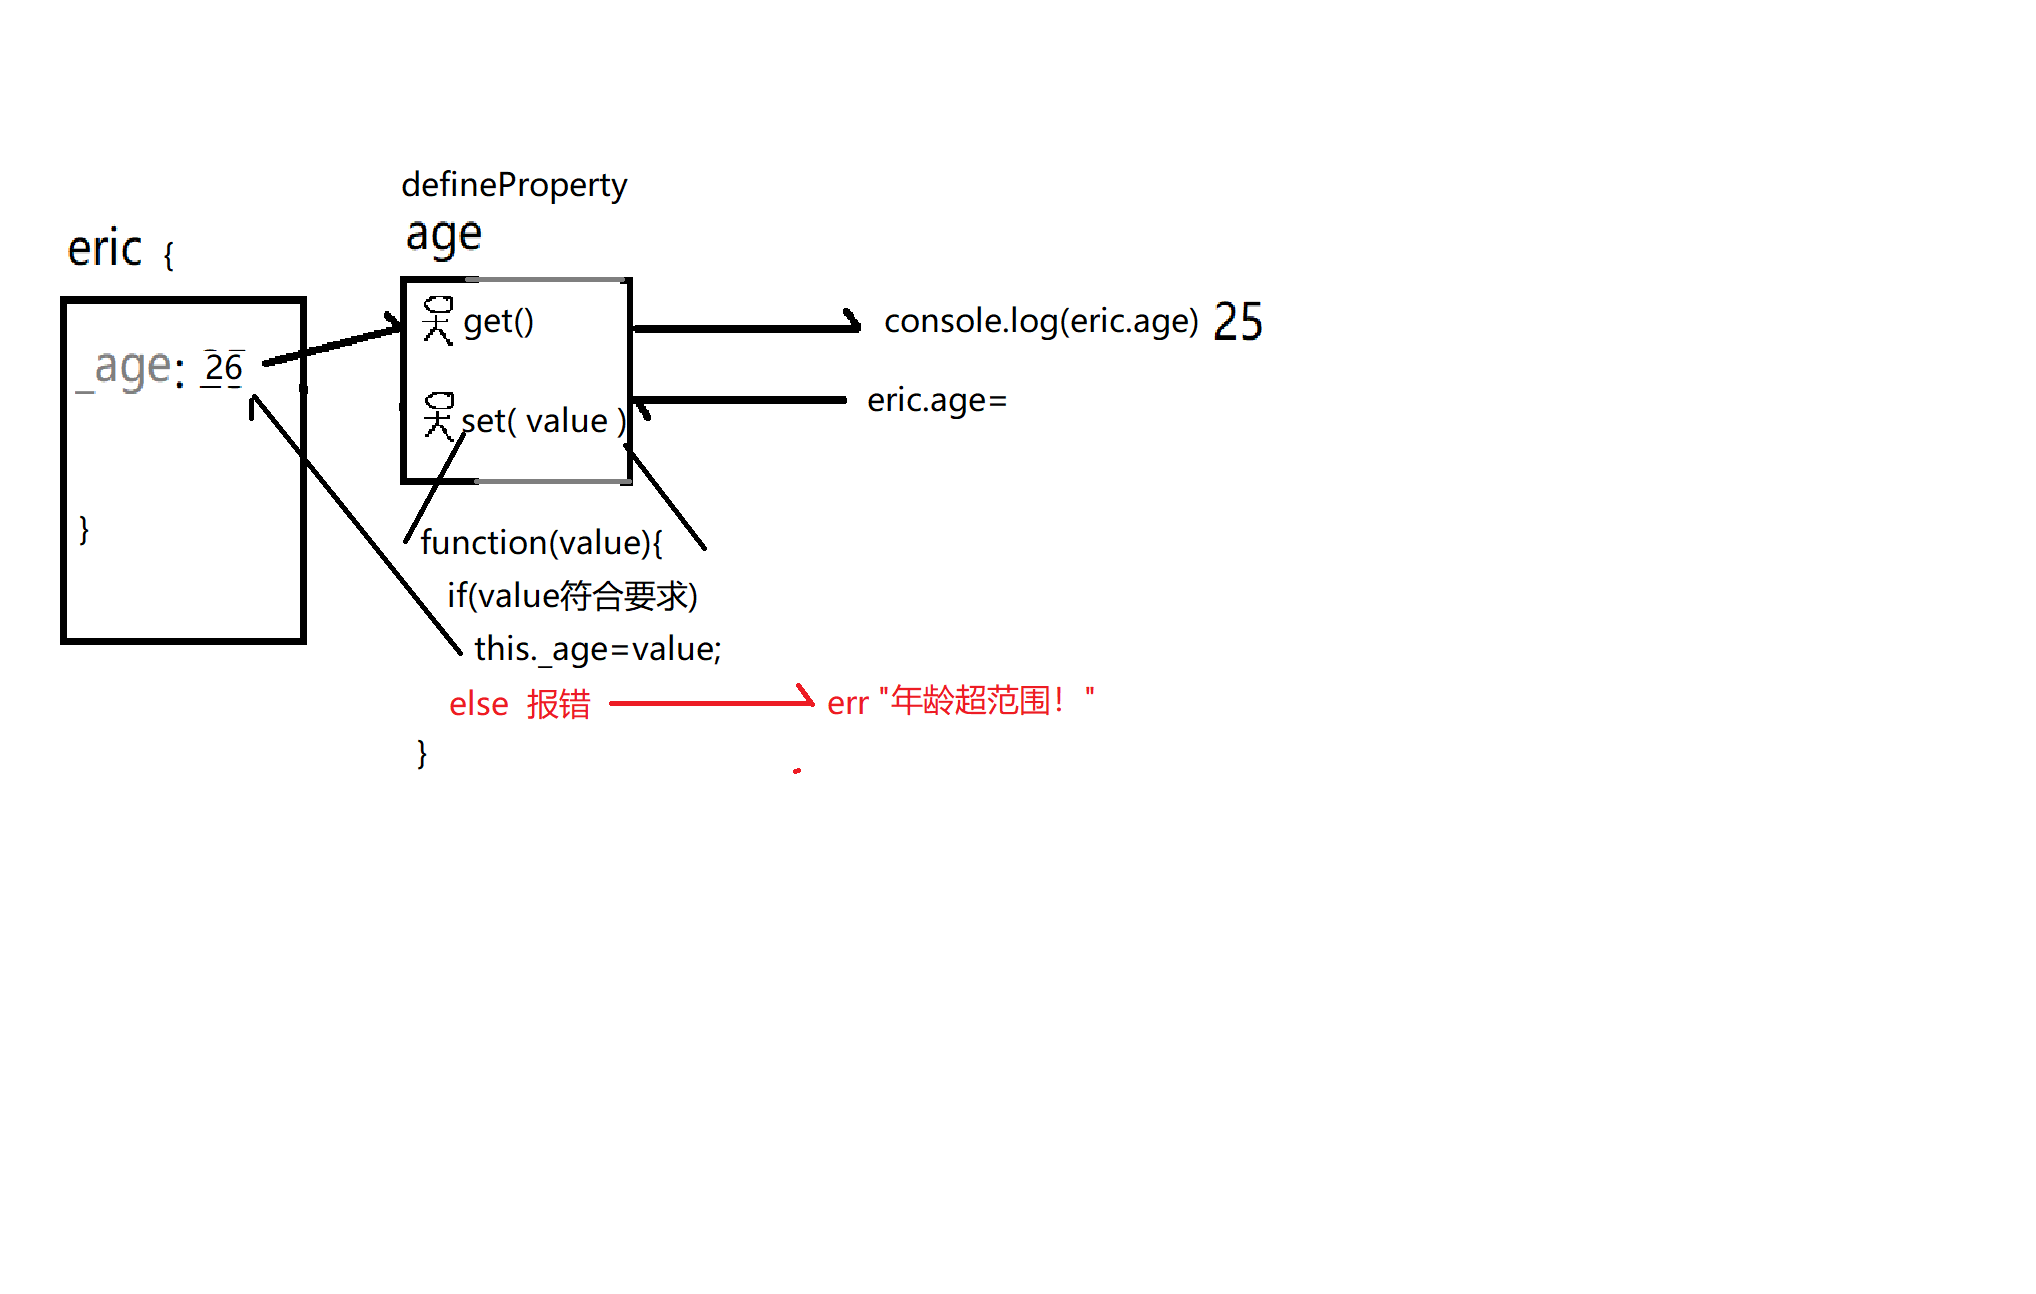 defineProperty
age
eric {
_age: 26
}
get()
set( value )
console.log(eric.age) 25
eric.age=
function(value){
if(value符合要求)
this._age=value;
else 报错
err "年龄超范围！"
}